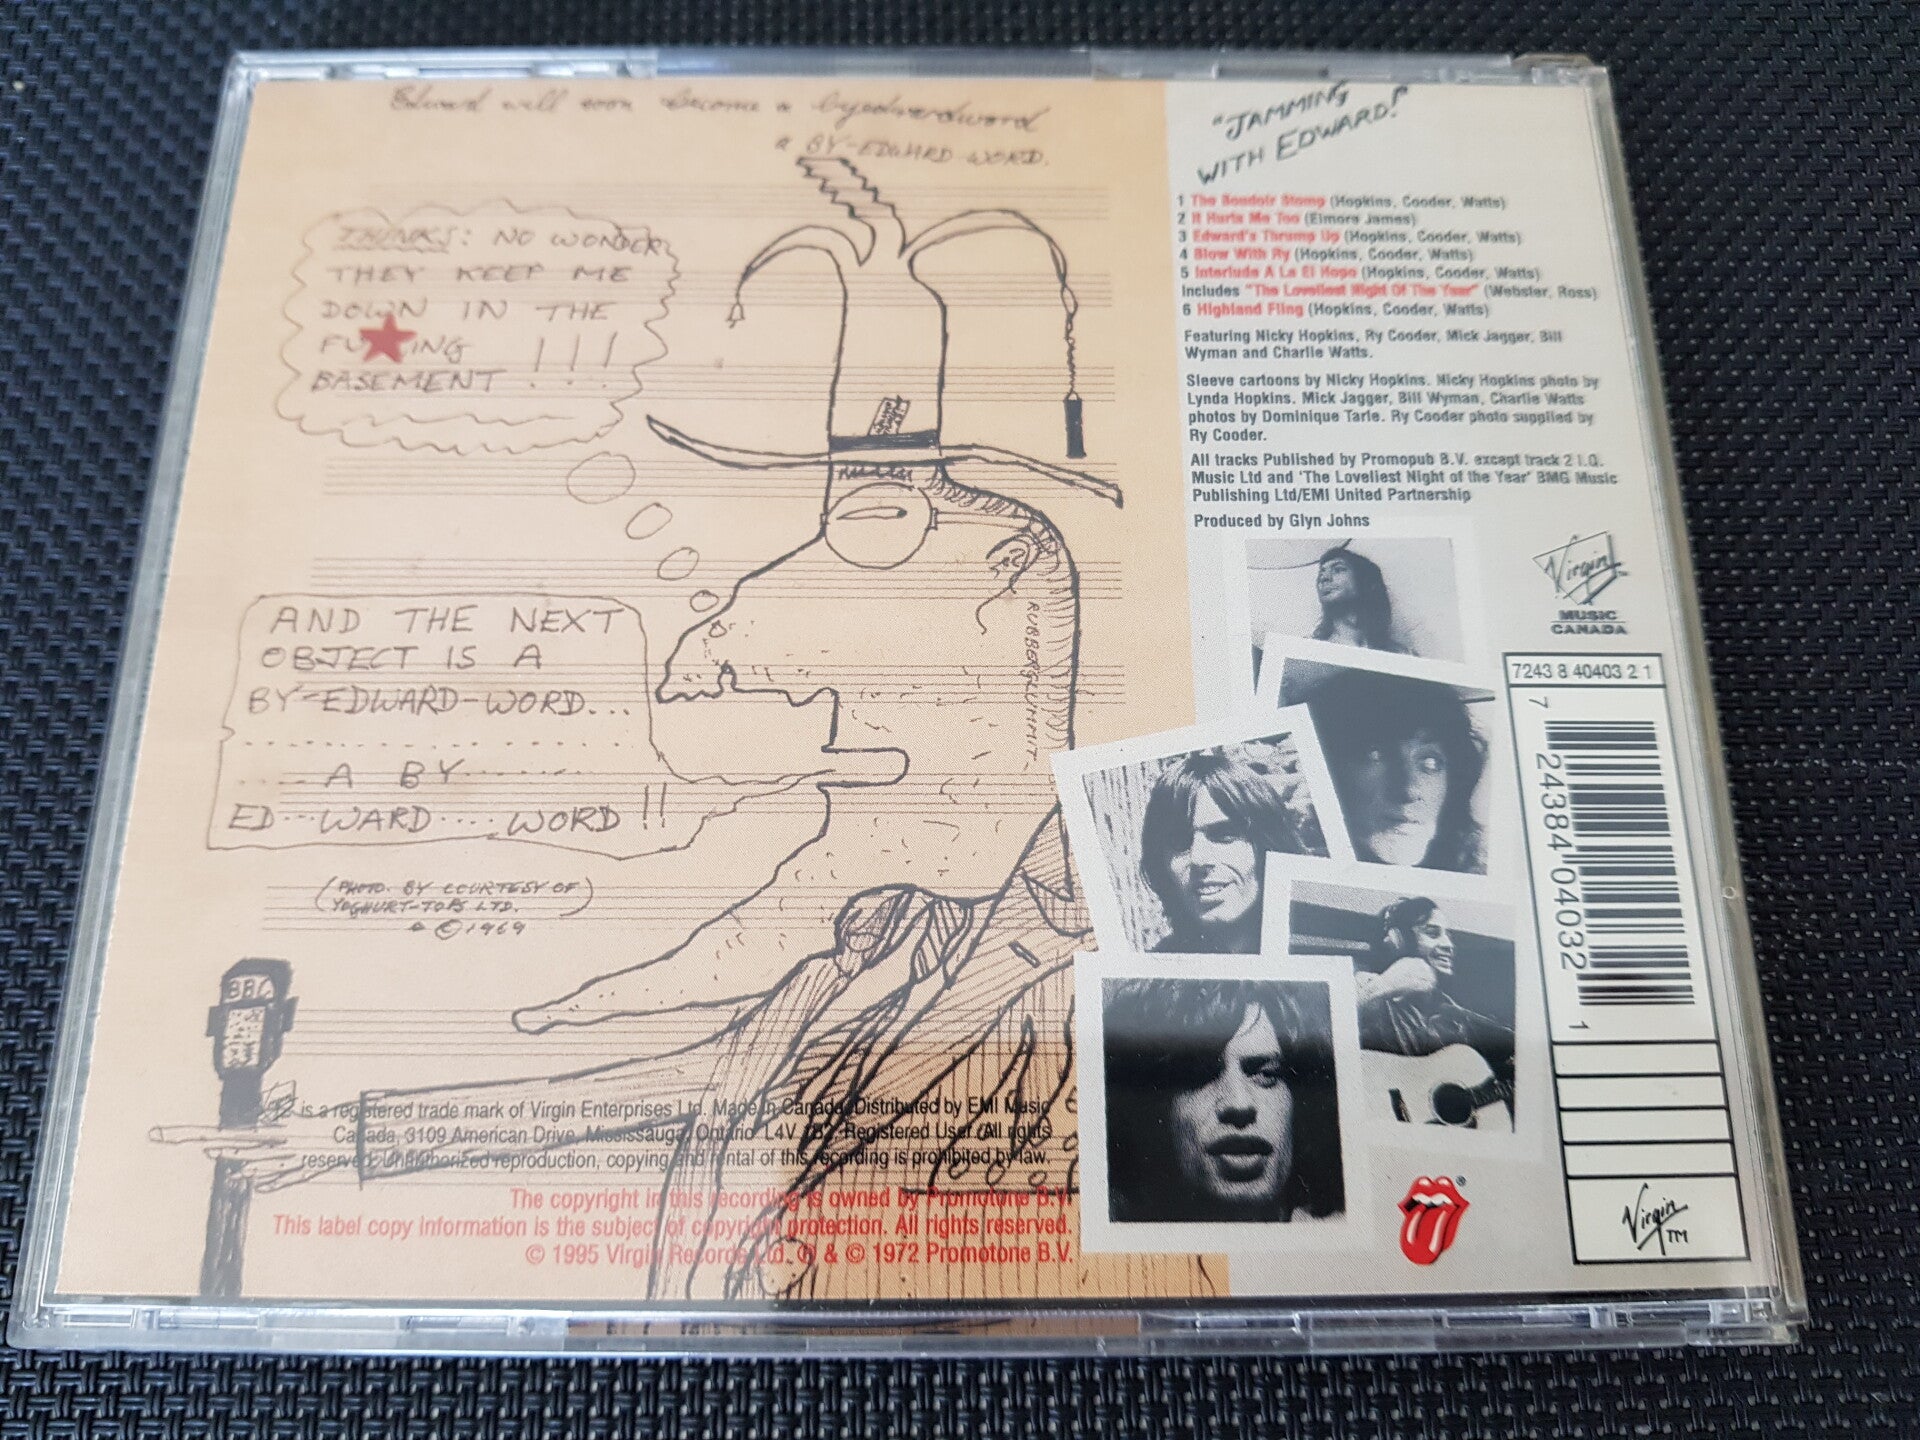 Edward will soon become a byedwardword
a BY-EDWARD-WORD.
THINKS: NO WONDER
THEY KEEP ME
DOWN IN THE
FU★ING !!!
BASEMENT
AND THE NEXT
OBJECT IS A
BY-EDWARD-WORD...
A BY
ED...WARD....WORD!!
(PHOTO. BY COURTESY OF
YOGHURT-TOPS LTD.)
© 1969
BBC
RUBBERGRUMMIT
is a registered trade mark of Virgin Enterprises Ltd. Made in Canada. Distributed by EMI Music
Canada, 3109 American Drive, Mississauga, Ontario L4V 1B2, Registered User. All rights
reserved. Unauthorized reproduction, copying and rental of this recording is prohibited by law.
The copyright in this recording is owned by Promotone B.V.
This label copy information is the subject of copyright protection. All rights reserved.
© 1995 Virgin Records Ltd. ℗ & © 1972 Promotone B.V.
"JAMMING
WITH EDWARD!"
1 The Boudoir Stomp (Hopkins, Cooder, Watts)
2 It Hurts Me Too (Elmore James)
3 Edward's Thrump Up (Hopkins, Cooder, Watts)
4 Blow With Ry (Hopkins, Cooder, Watts)
5 Interlude A La El Hopo (Hopkins, Cooder, Watts)
Includes "The Loveliest Night Of The Year" (Webster, Ross)
6 Highland Fling (Hopkins, Cooder, Watts)
Featuring Nicky Hopkins, Ry Cooder, Mick Jagger, Bill
Wyman and Charlie Watts.
Sleeve cartoons by Nicky Hopkins. Nicky Hopkins photo by
Lynda Hopkins. Mick Jagger, Bill Wyman, Charlie Watts
photos by Dominique Tarle. Ry Cooder photo supplied by
Ry Cooder.
All tracks Published by Promopub B.V. except track 2 I.Q.
Music Ltd and 'The Loveliest Night of the Year' BMG Music
Publishing Ltd/EMI United Partnership
Produced by Glyn Johns
Virgin
MUSIC
CANADA
7243 8 40403 2 1
7 24384 04032 1
Virgin
TM